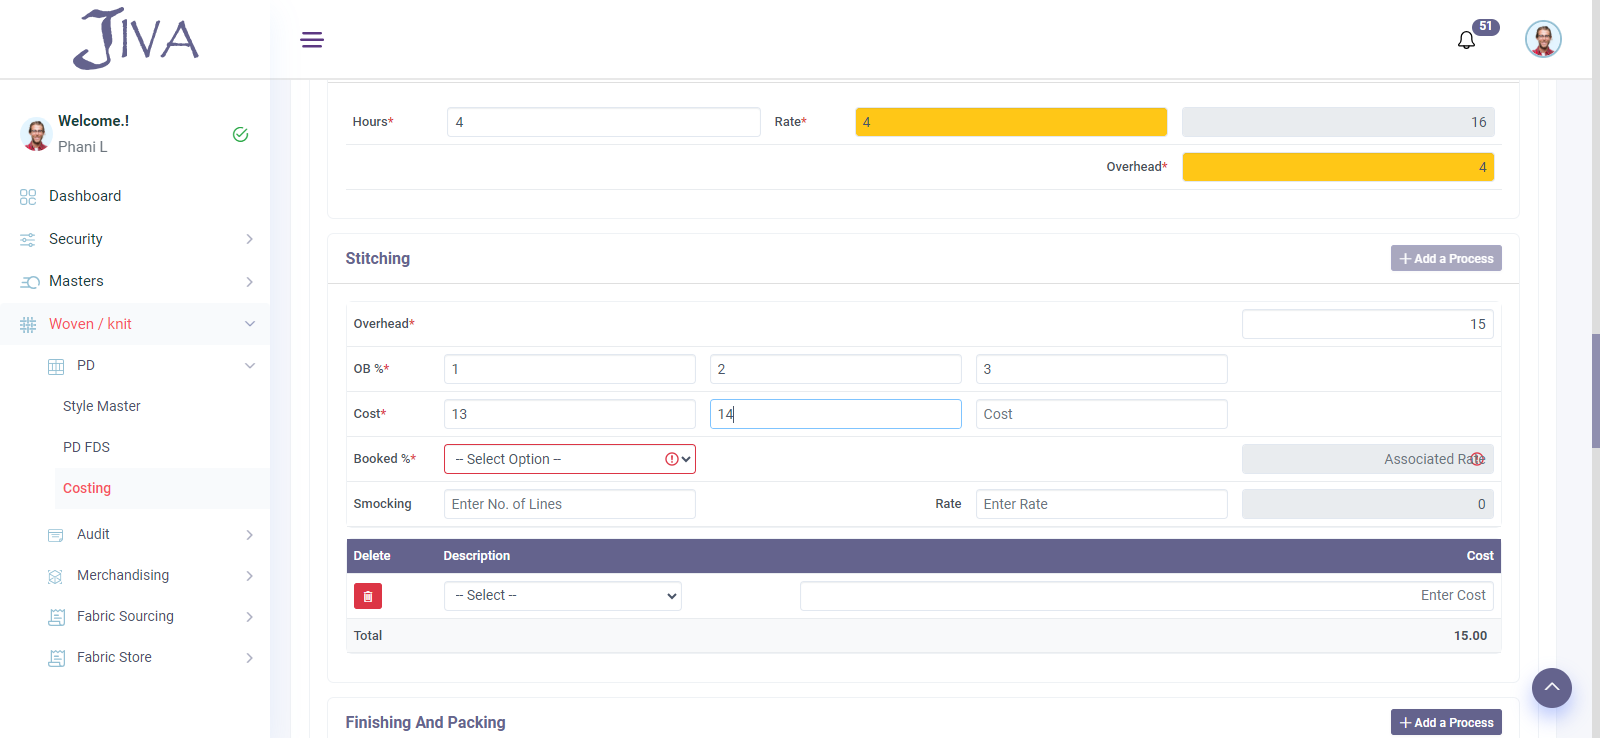 JIVA
51
Welcome.!
Phani L
Dashboard
Security
Masters
Woven / knit
PD
Style Master
PD FDS
Costing
Audit
Merchandising
Fabric Sourcing
Fabric Store
Hours* 4 Rate* 4 16
Overhead* 4
Stitching + Add a Process
Overhead* 15
OB %* 1 2 3
Cost* 13 14 Cost
Booked %* -- Select Option -- Associated Rate
Smocking Enter No. of Lines Rate Enter Rate 0
Delete Description Cost
-- Select -- Enter Cost
Total 15.00
Finishing And Packing + Add a Process